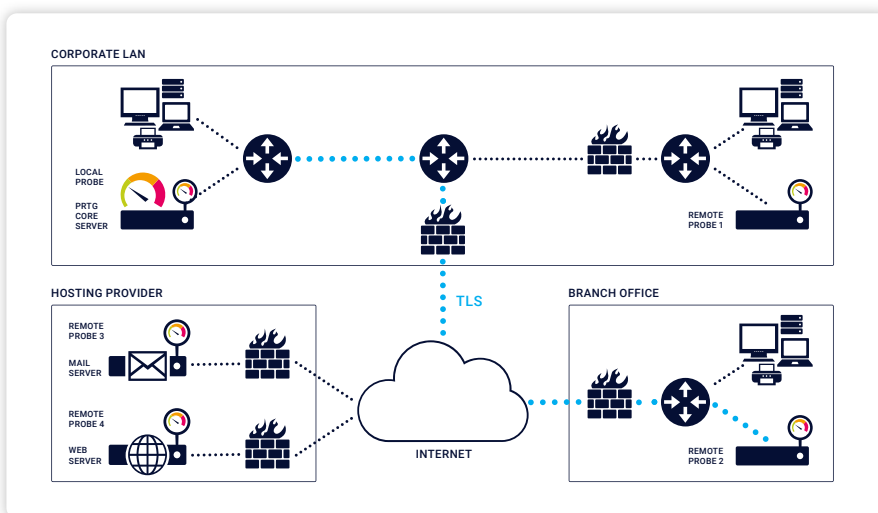 CORPORATE LAN
LOCAL
PROBE
PRTG
CORE
SERVER
REMOTE
PROBE 1
TLS
HOSTING PROVIDER
REMOTE
PROBE 3
MAIL
SERVER
REMOTE
PROBE 4
WEB
SERVER
INTERNET
BRANCH OFFICE
REMOTE
PROBE 2